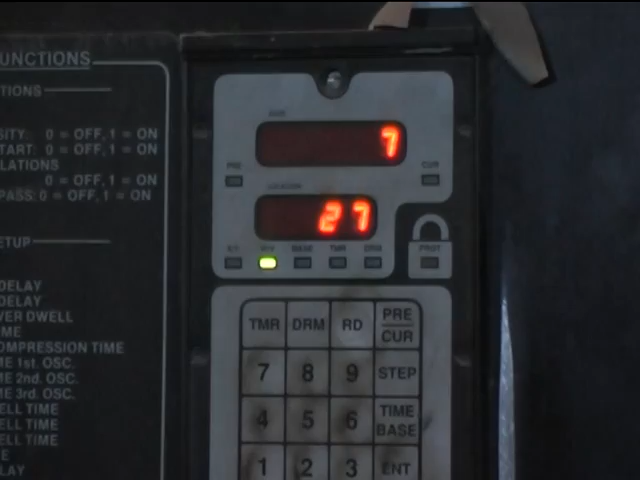 UNCTIONS
TIONS
SITY: 0 = OFF, 1 = ON
TART: 0 = OFF, 1 = ON
LATIONS
0 = OFF, 1 = ON
PASS: 0 = OFF, 1 = ON
ETUP
DELAY
DELAY
VER DWELL
ME
OMPRESSION TIME
ME 1st. OSC.
ME 2nd. OSC.
ME 3rd. OSC.
ELL TIME
ELL TIME
ELL TIME
E
LAY
7
PRE CUR
LOCATION
27
BASE TMR DRM PROT
TMR DRM RD PRE CUR
7 8 9 STEP
4 5 6 TIME BASE
1 2 3 ENT